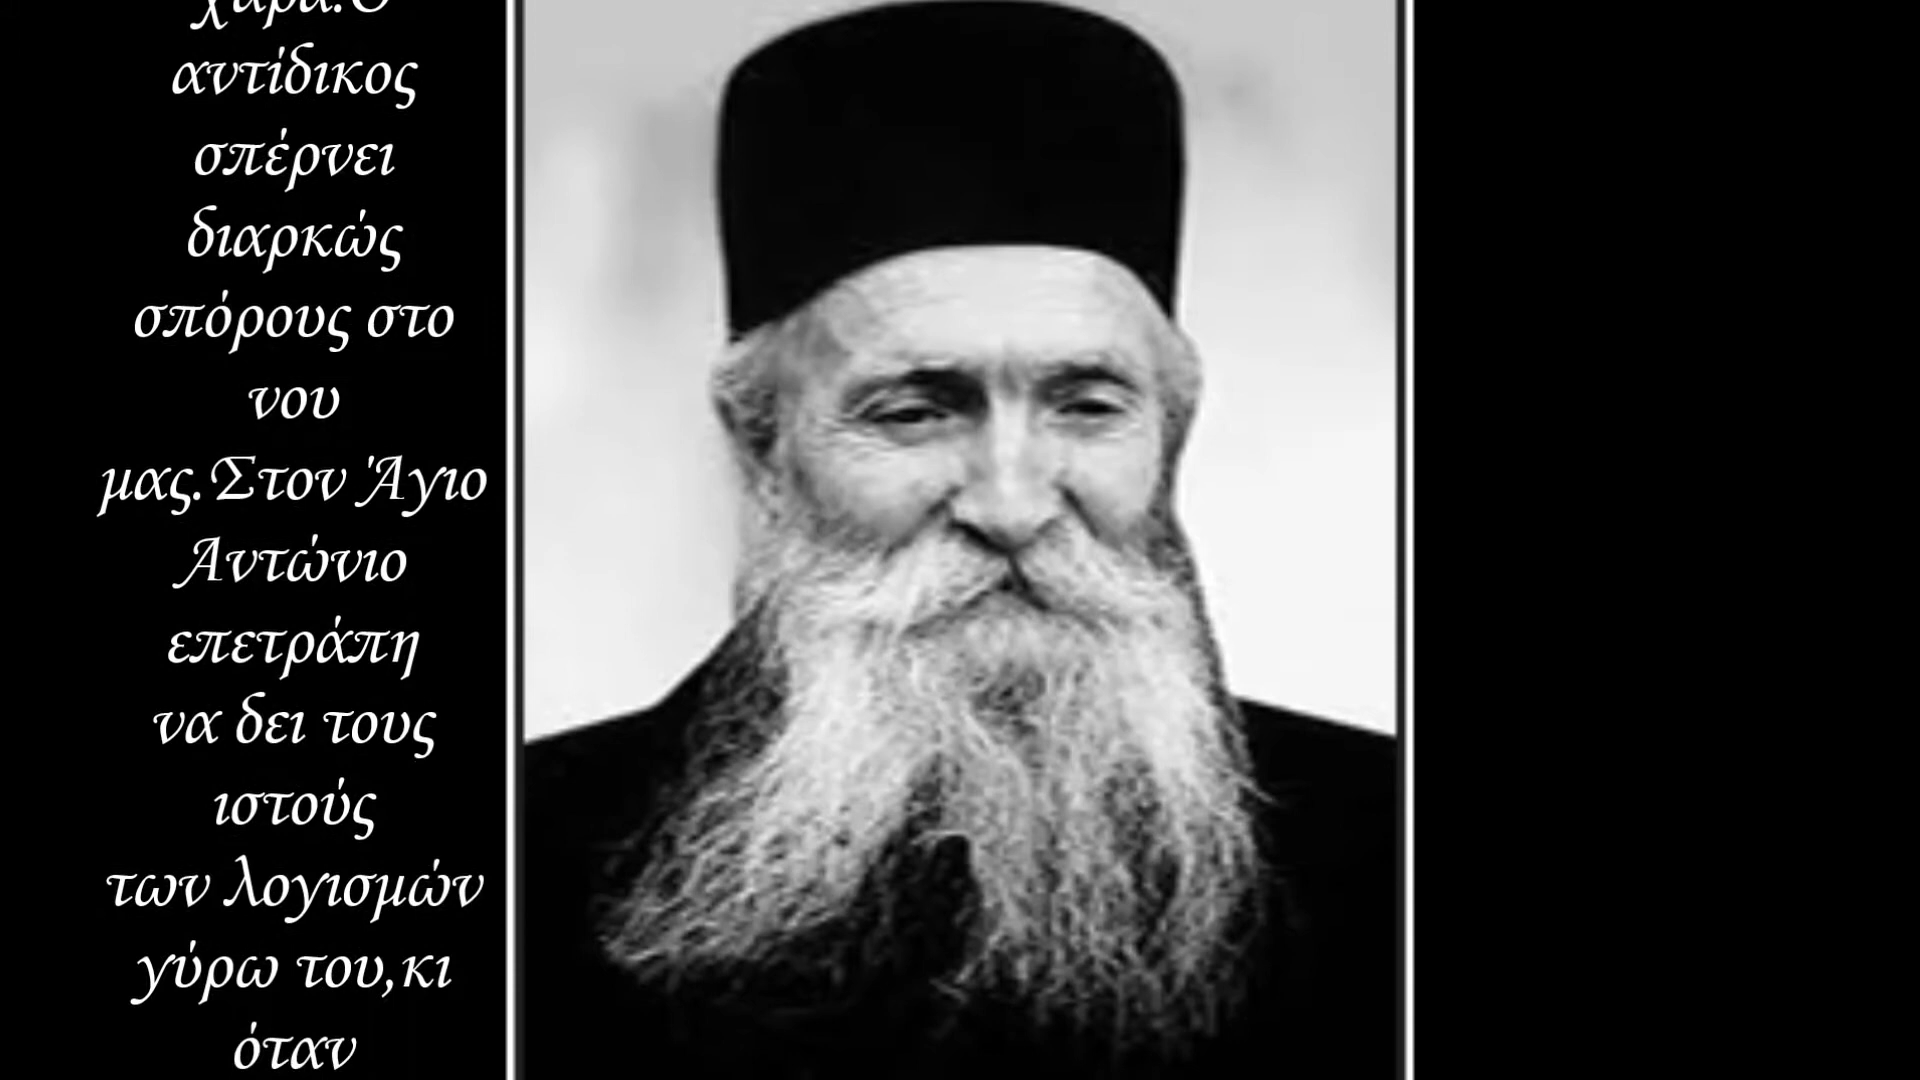 χαρά.Ο
αντίδικος
σπέρνει
διαρκώς
σπόρους στο
νου
μας.Στον Άγιο
Αντώνιο
επετράπη
να δει τους
ιστούς
των λογισμών
γύρω του,κι
όταν